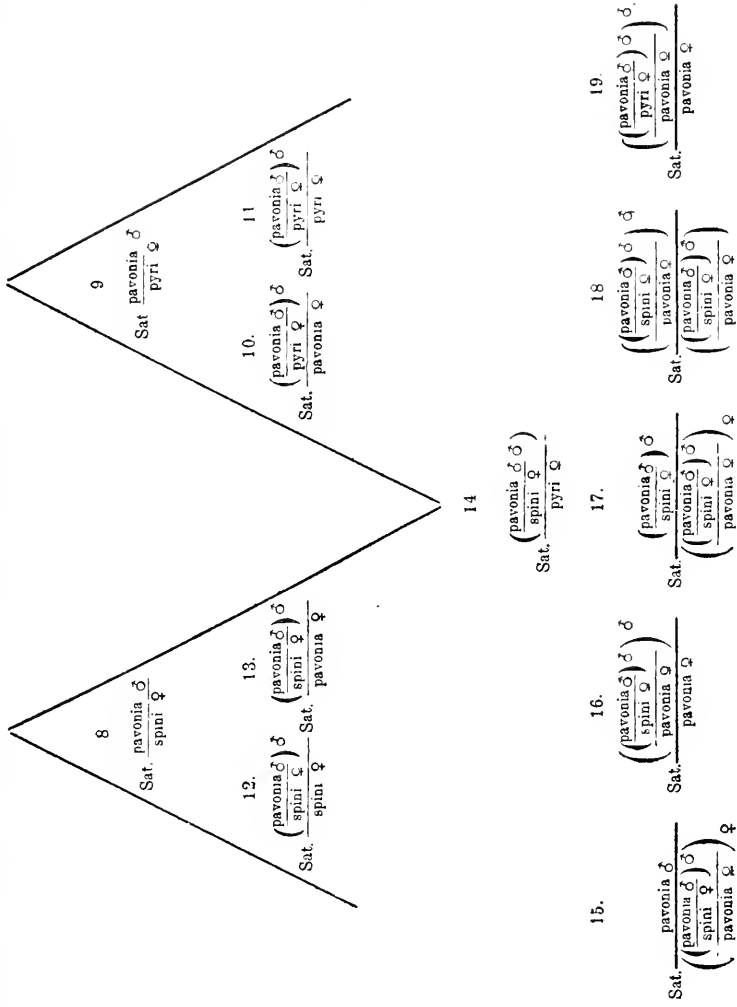 8
Sat. pavonia ♂
spini ♀
9
Sat pavonia ♂
pyri ♀
12.
Sat. (pavonia ♂) ♂
(spini ♀)
spini ♀
13.
Sat. (pavonia ♂) ♂
(spini ♀)
pavonia ♀
10.
Sat. (pavonia ♂) ♂
(pyri ♀)
pavonia ♀
11
Sat. (pavonia ♂) ♂
(pyri ♀)
pyri ♀
14
Sat. (pavonia ♂ ♂)
(spini ♀)
pyri ♀
15.
Sat. pavonia ♂
((pavonia ♂) ♂)
((spini ♀))
(pavonia ♀) ♀
16.
Sat. ((pavonia ♂) ♂) ♂
((spini ♀))
(pavonia ♀)
pavonia ♀
17.
Sat. (pavonia ♂) ♂
(spini ♀)
((pavonia ♂) ♂)
((spini ♀))
(pavonia ♀) ♀
18
Sat. ((pavonia ♂) ♂) ♂
((spini ♀))
(pavonia ♀)
((pavonia ♂) ♂)
((spini ♀))
(pavonia ♀)
19.
Sat. ((pavonia ♂) ♂) ♂
((pyri ♀))
(pavonia ♀)
pavonia ♀